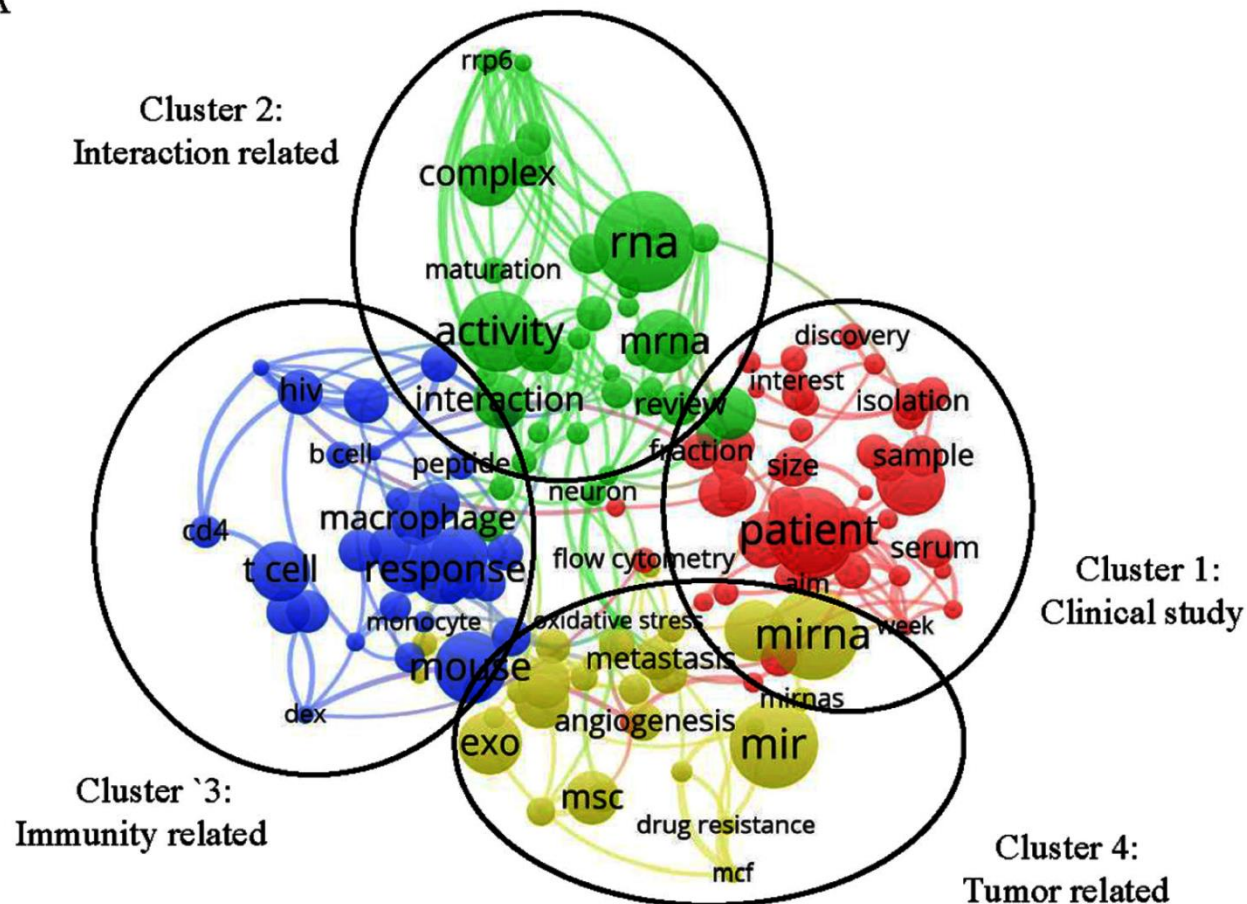 A
rrp6
Cluster 2:
Interaction related
complex
rna
maturation
activity
mrna
discovery
hiv
interest
interaction
review
isolation
b cell
peptide
fraction
size
sample
neuron
macrophage
cd4
patient
t cell
response
flow cytometry
serum
aim
Cluster 1:
Clinical study
monocyte
oxidative stress
mirna
week
mouse
metastasis
mirnas
dex
angiogenesis
exo
mir
Cluster `3:
Immunity related
msc
drug resistance
mcf
Cluster 4:
Tumor related